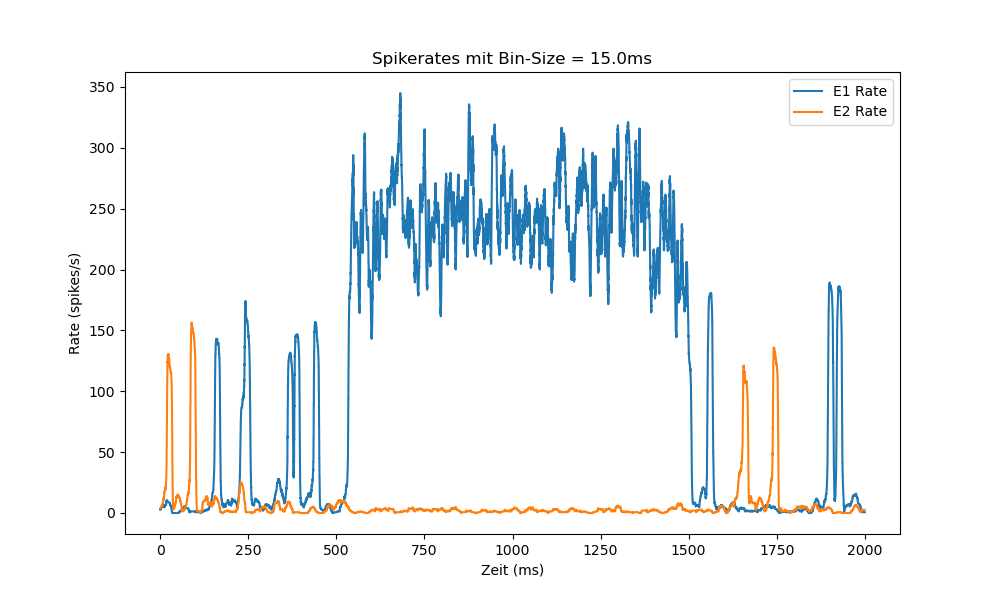 Spikerates mit Bin-Size = 15.0ms
E1 Rate
E2 Rate
Rate (spikes/s)
350
300
250
200
150
100
50
0
0 250 500 750 1000 1250 1500 1750 2000
Zeit (ms)